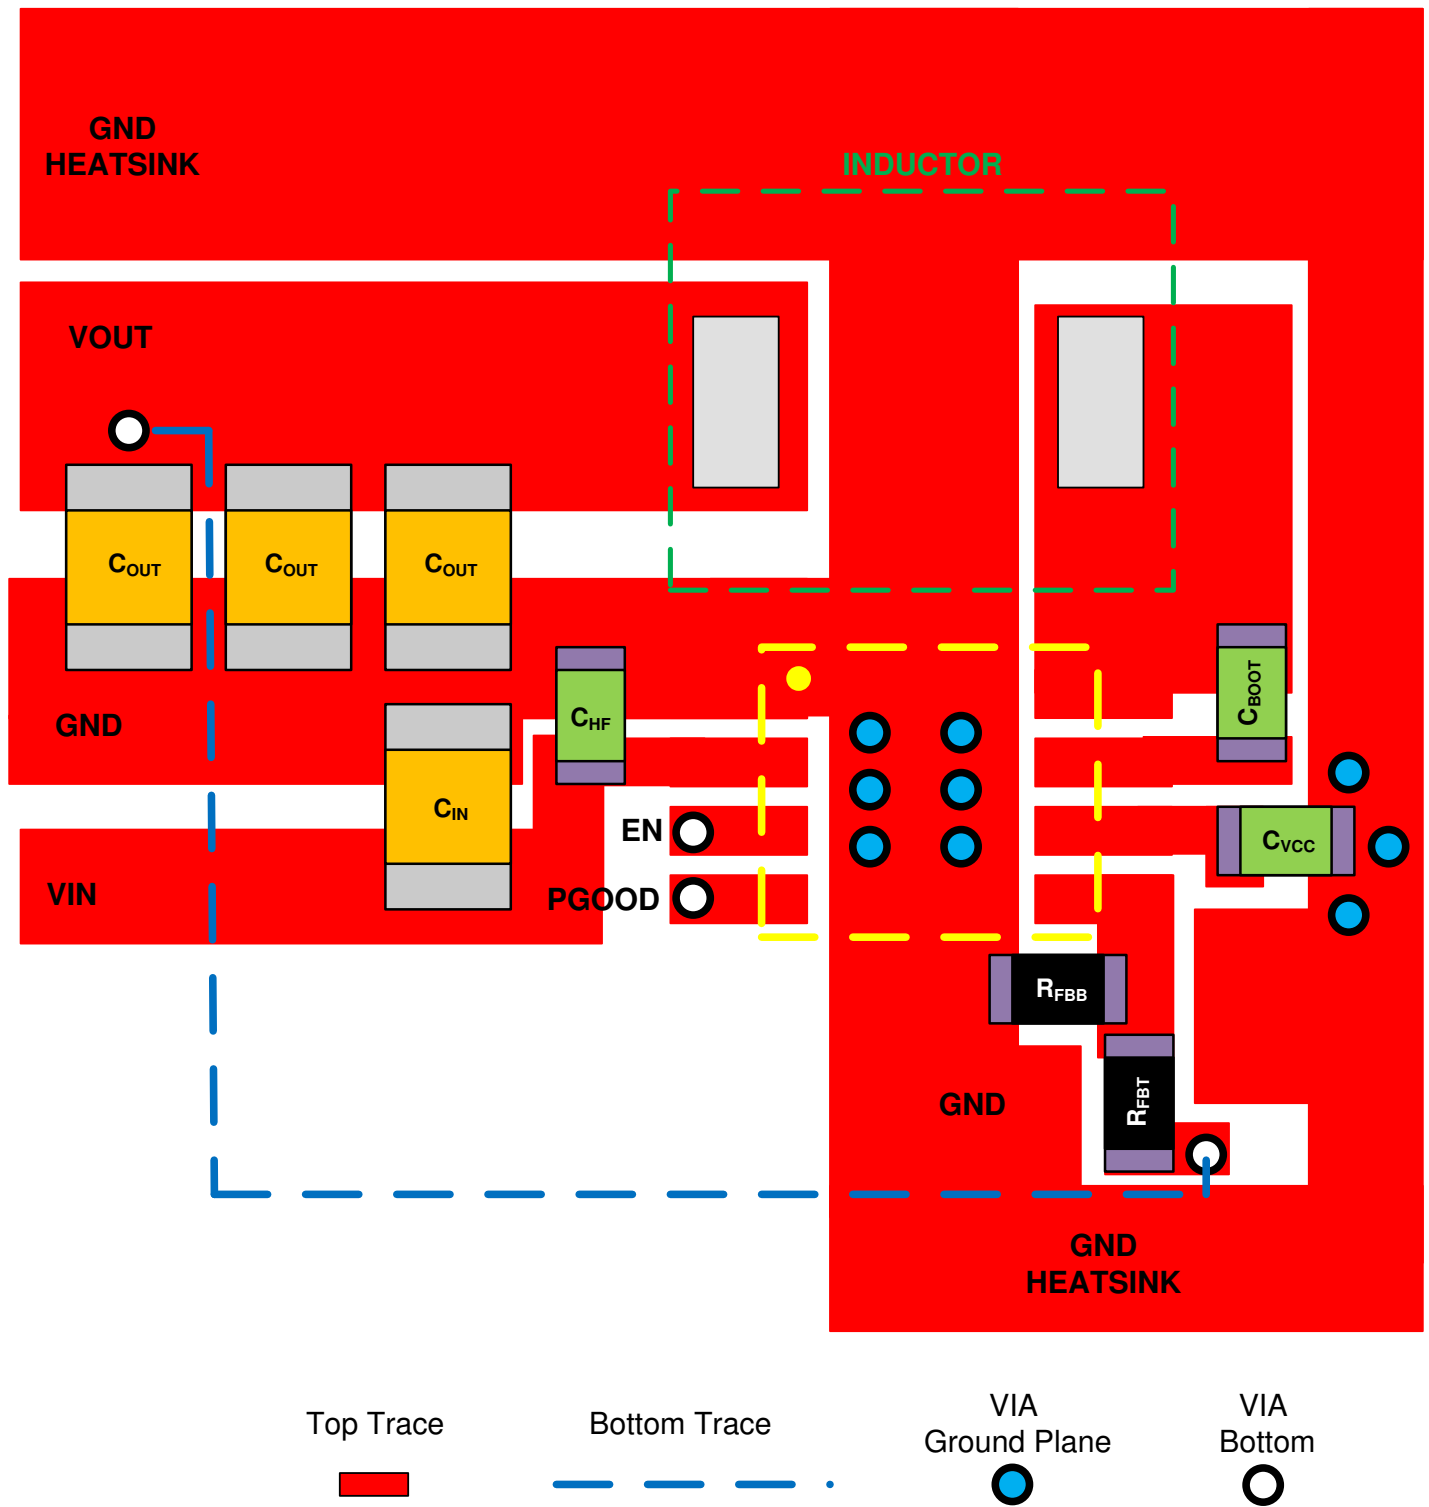 GND
HEATSINK
INDUCTOR
VOUT
COUT
COUT
COUT
CHF
CBOOT
GND
CIN
EN
CVCC
VIN
PGOOD
RFBB
RFBT
GND
GND
HEATSINK
Top Trace
Bottom Trace
VIA
Ground Plane
VIA
Bottom